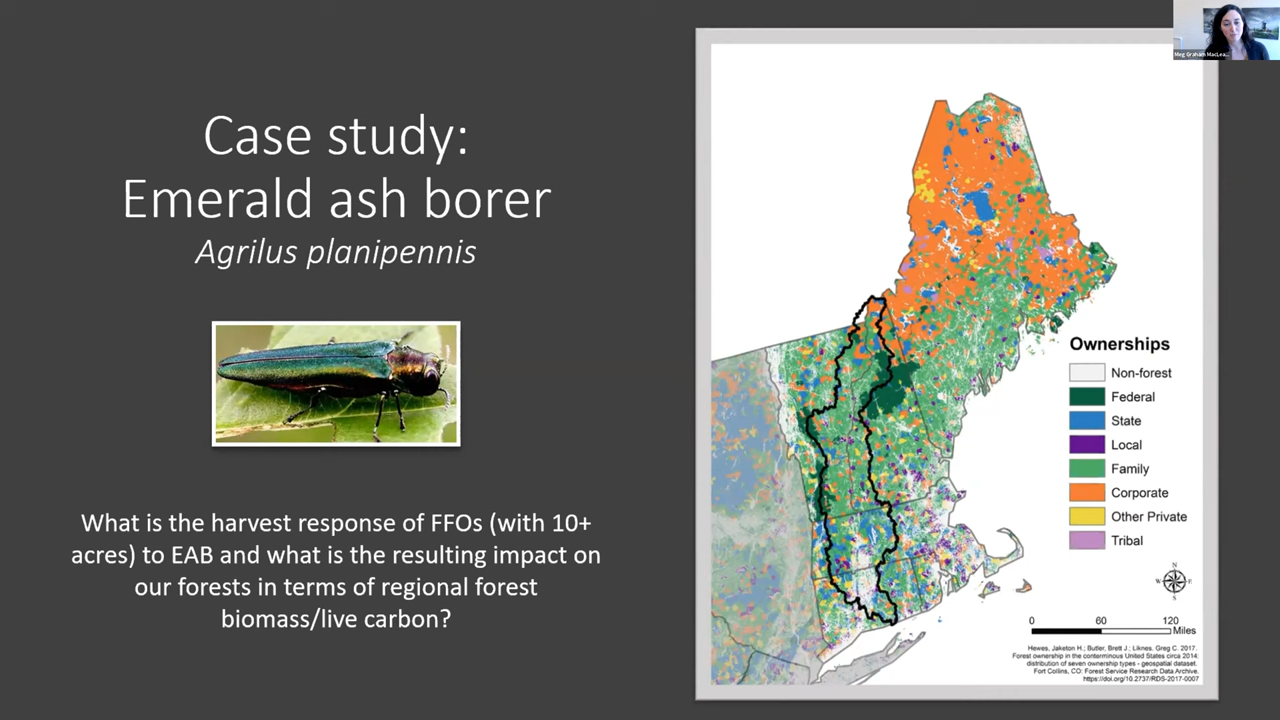 Case study:
Emerald ash borer
Agrilus planipennis
What is the harvest response of FFOs (with 10+
acres) to EAB and what is the resulting impact on
our forests in terms of regional forest
biomass/live carbon?
Meg Graham MacLea...
Ownerships
Non-forest
Federal
State
Local
Family
Corporate
Other Private
Tribal
N
W E
S
0 60 120
Miles
Hewes, Jaketon H.; Butler, Brett J.; Liknes, Greg C. 2017.
Forest ownership in the conterminous United States circa 2014:
distribution of seven ownership types - geospatial dataset.
Fort Collins, CO: Forest Service Research Data Archive.
https://doi.org/10.2737/RDS-2017-0007